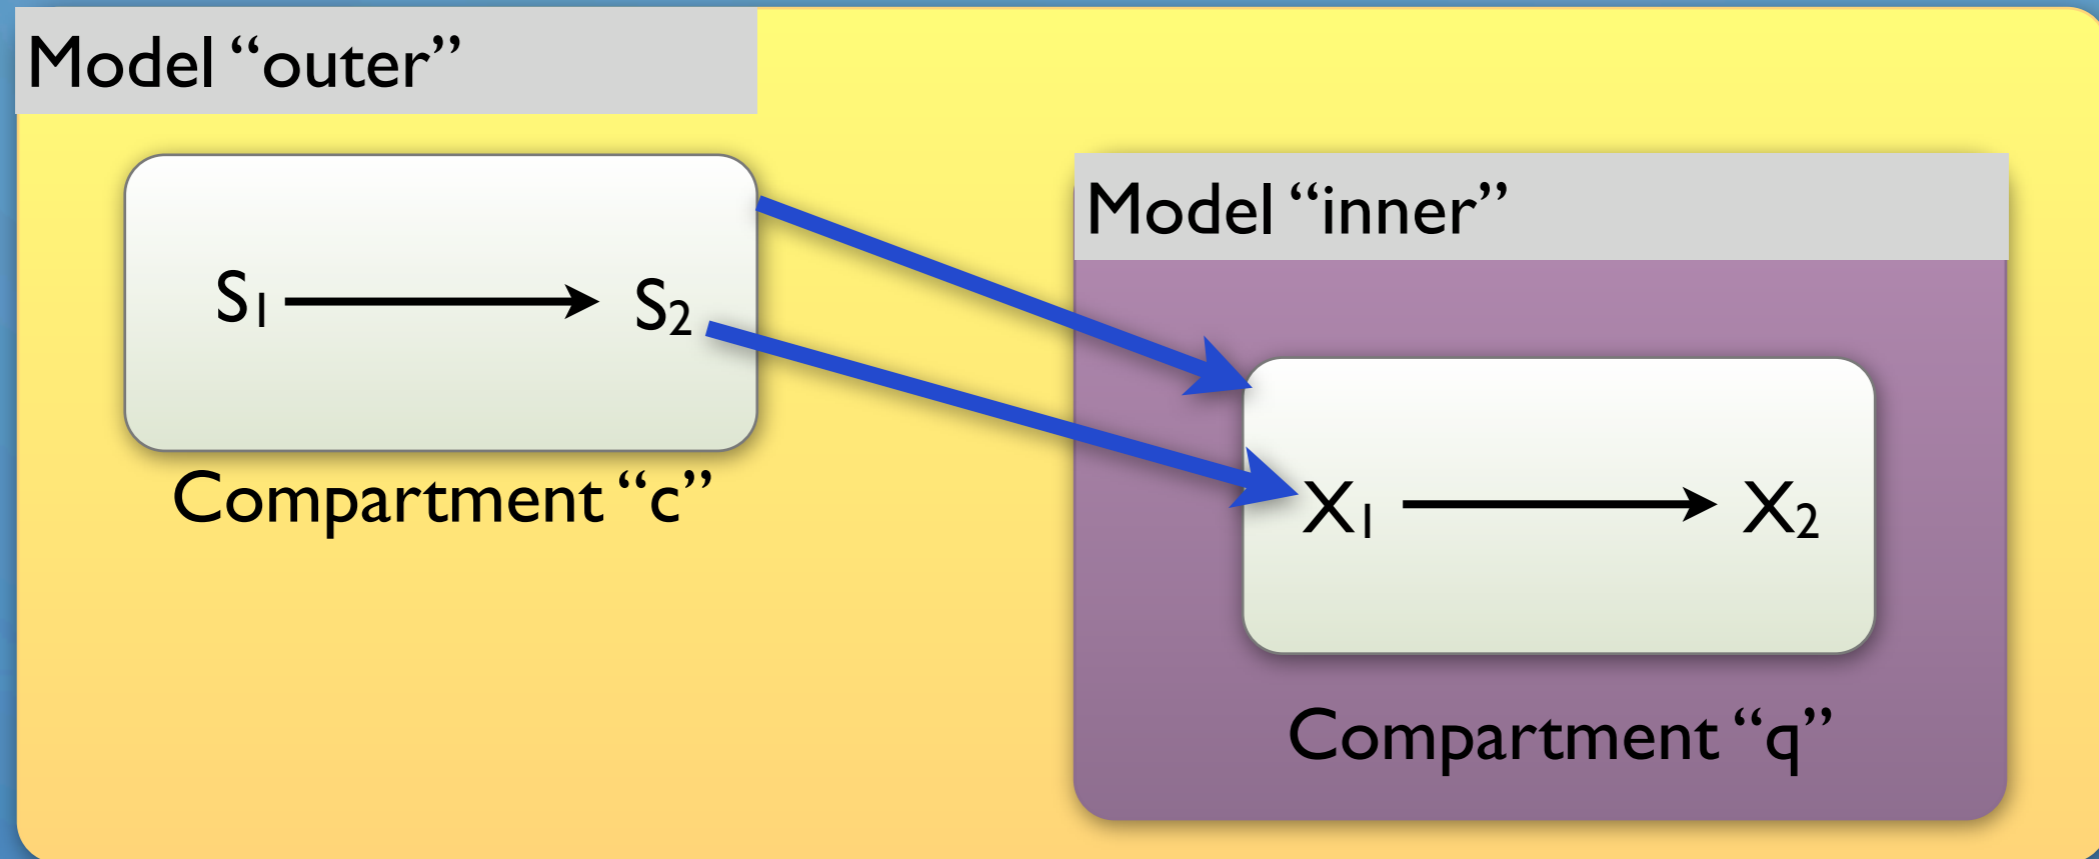 Model “outer”
Model “inner”
S₁ S₂
Compartment “c”
X₁ X₂
Compartment “q”